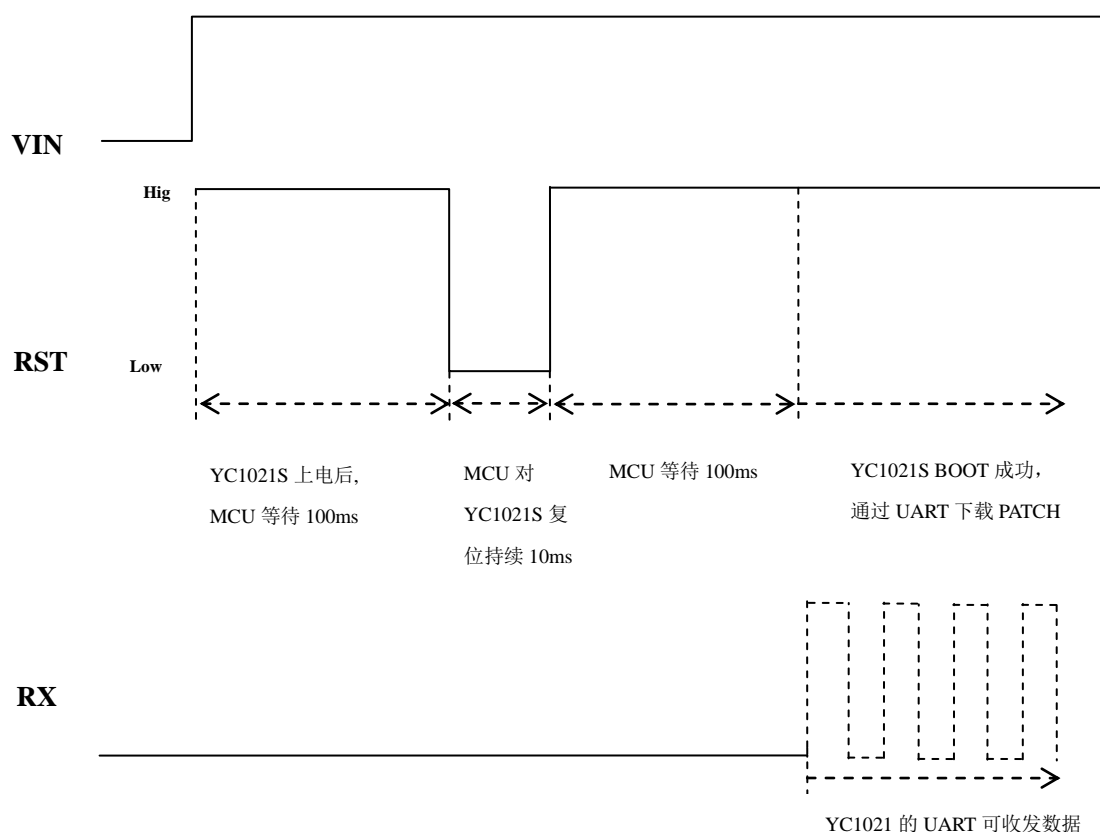 VIN
Hig
RST
Low
YC1021S 上电后,
MCU 等待 100ms
MCU 对
YC1021S 复
位持续 10ms
MCU 等待 100ms
YC1021S BOOT 成功，
通过 UART 下载 PATCH
RX
YC1021 的 UART 可收发数据